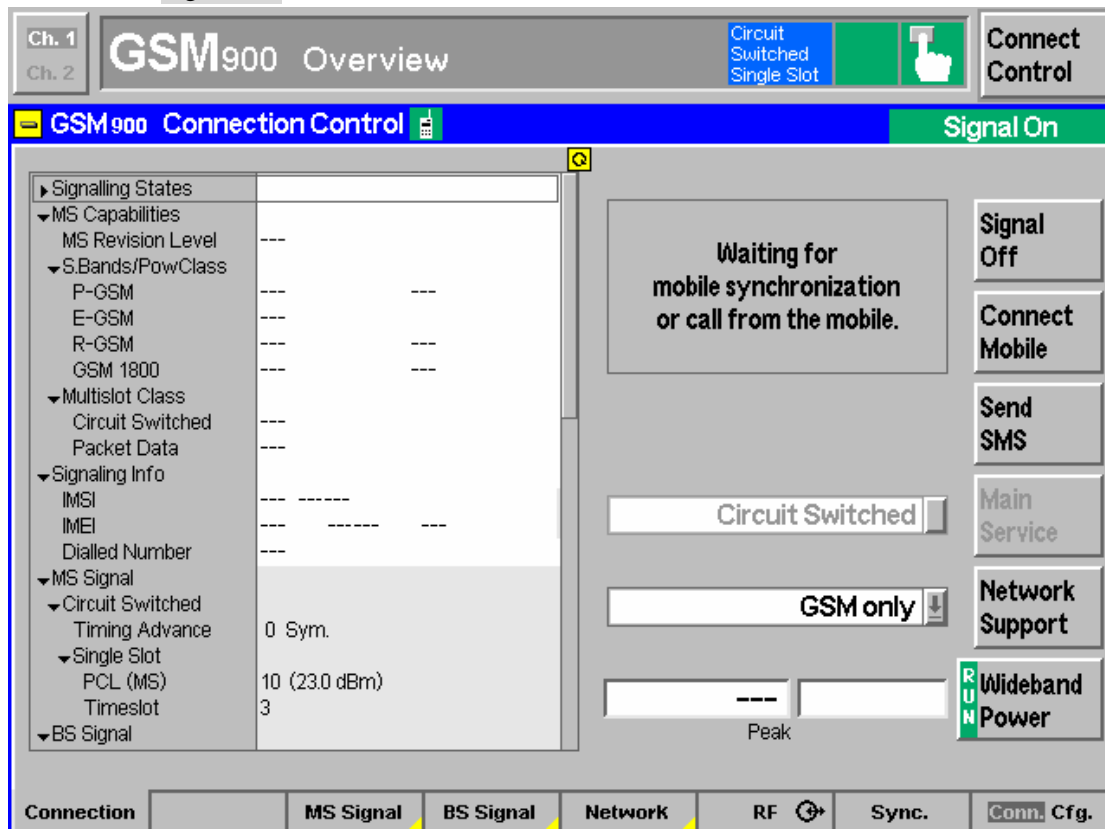 Ch. 1
Ch. 2
GSM900 Overview
Circuit
Switched
Single Slot
Connect
Control
GSM 900 Connection Control
Signal On
Signalling States
MS Capabilities
MS Revision Level ---
S.Bands/PowClass
P-GSM --- ---
E-GSM --- ---
R-GSM --- ---
GSM 1800 --- ---
Multislot Class
Circuit Switched ---
Packet Data ---
Signaling Info
IMSI --- ------
IMEI --- ------ ---
Dialled Number ---
MS Signal
Circuit Switched
Timing Advance 0 Sym.
Single Slot
PCL (MS) 10 (23.0 dBm)
Timeslot 3
BS Signal
Waiting for
mobile synchronization
or call from the mobile.
Circuit Switched
GSM only
---
Peak
Signal
Off
Connect
Mobile
Send
SMS
Main
Service
Network
Support
RUN
Wideband
Power
Connection
MS Signal
BS Signal
Network
RF
Sync.
Conn. Cfg.